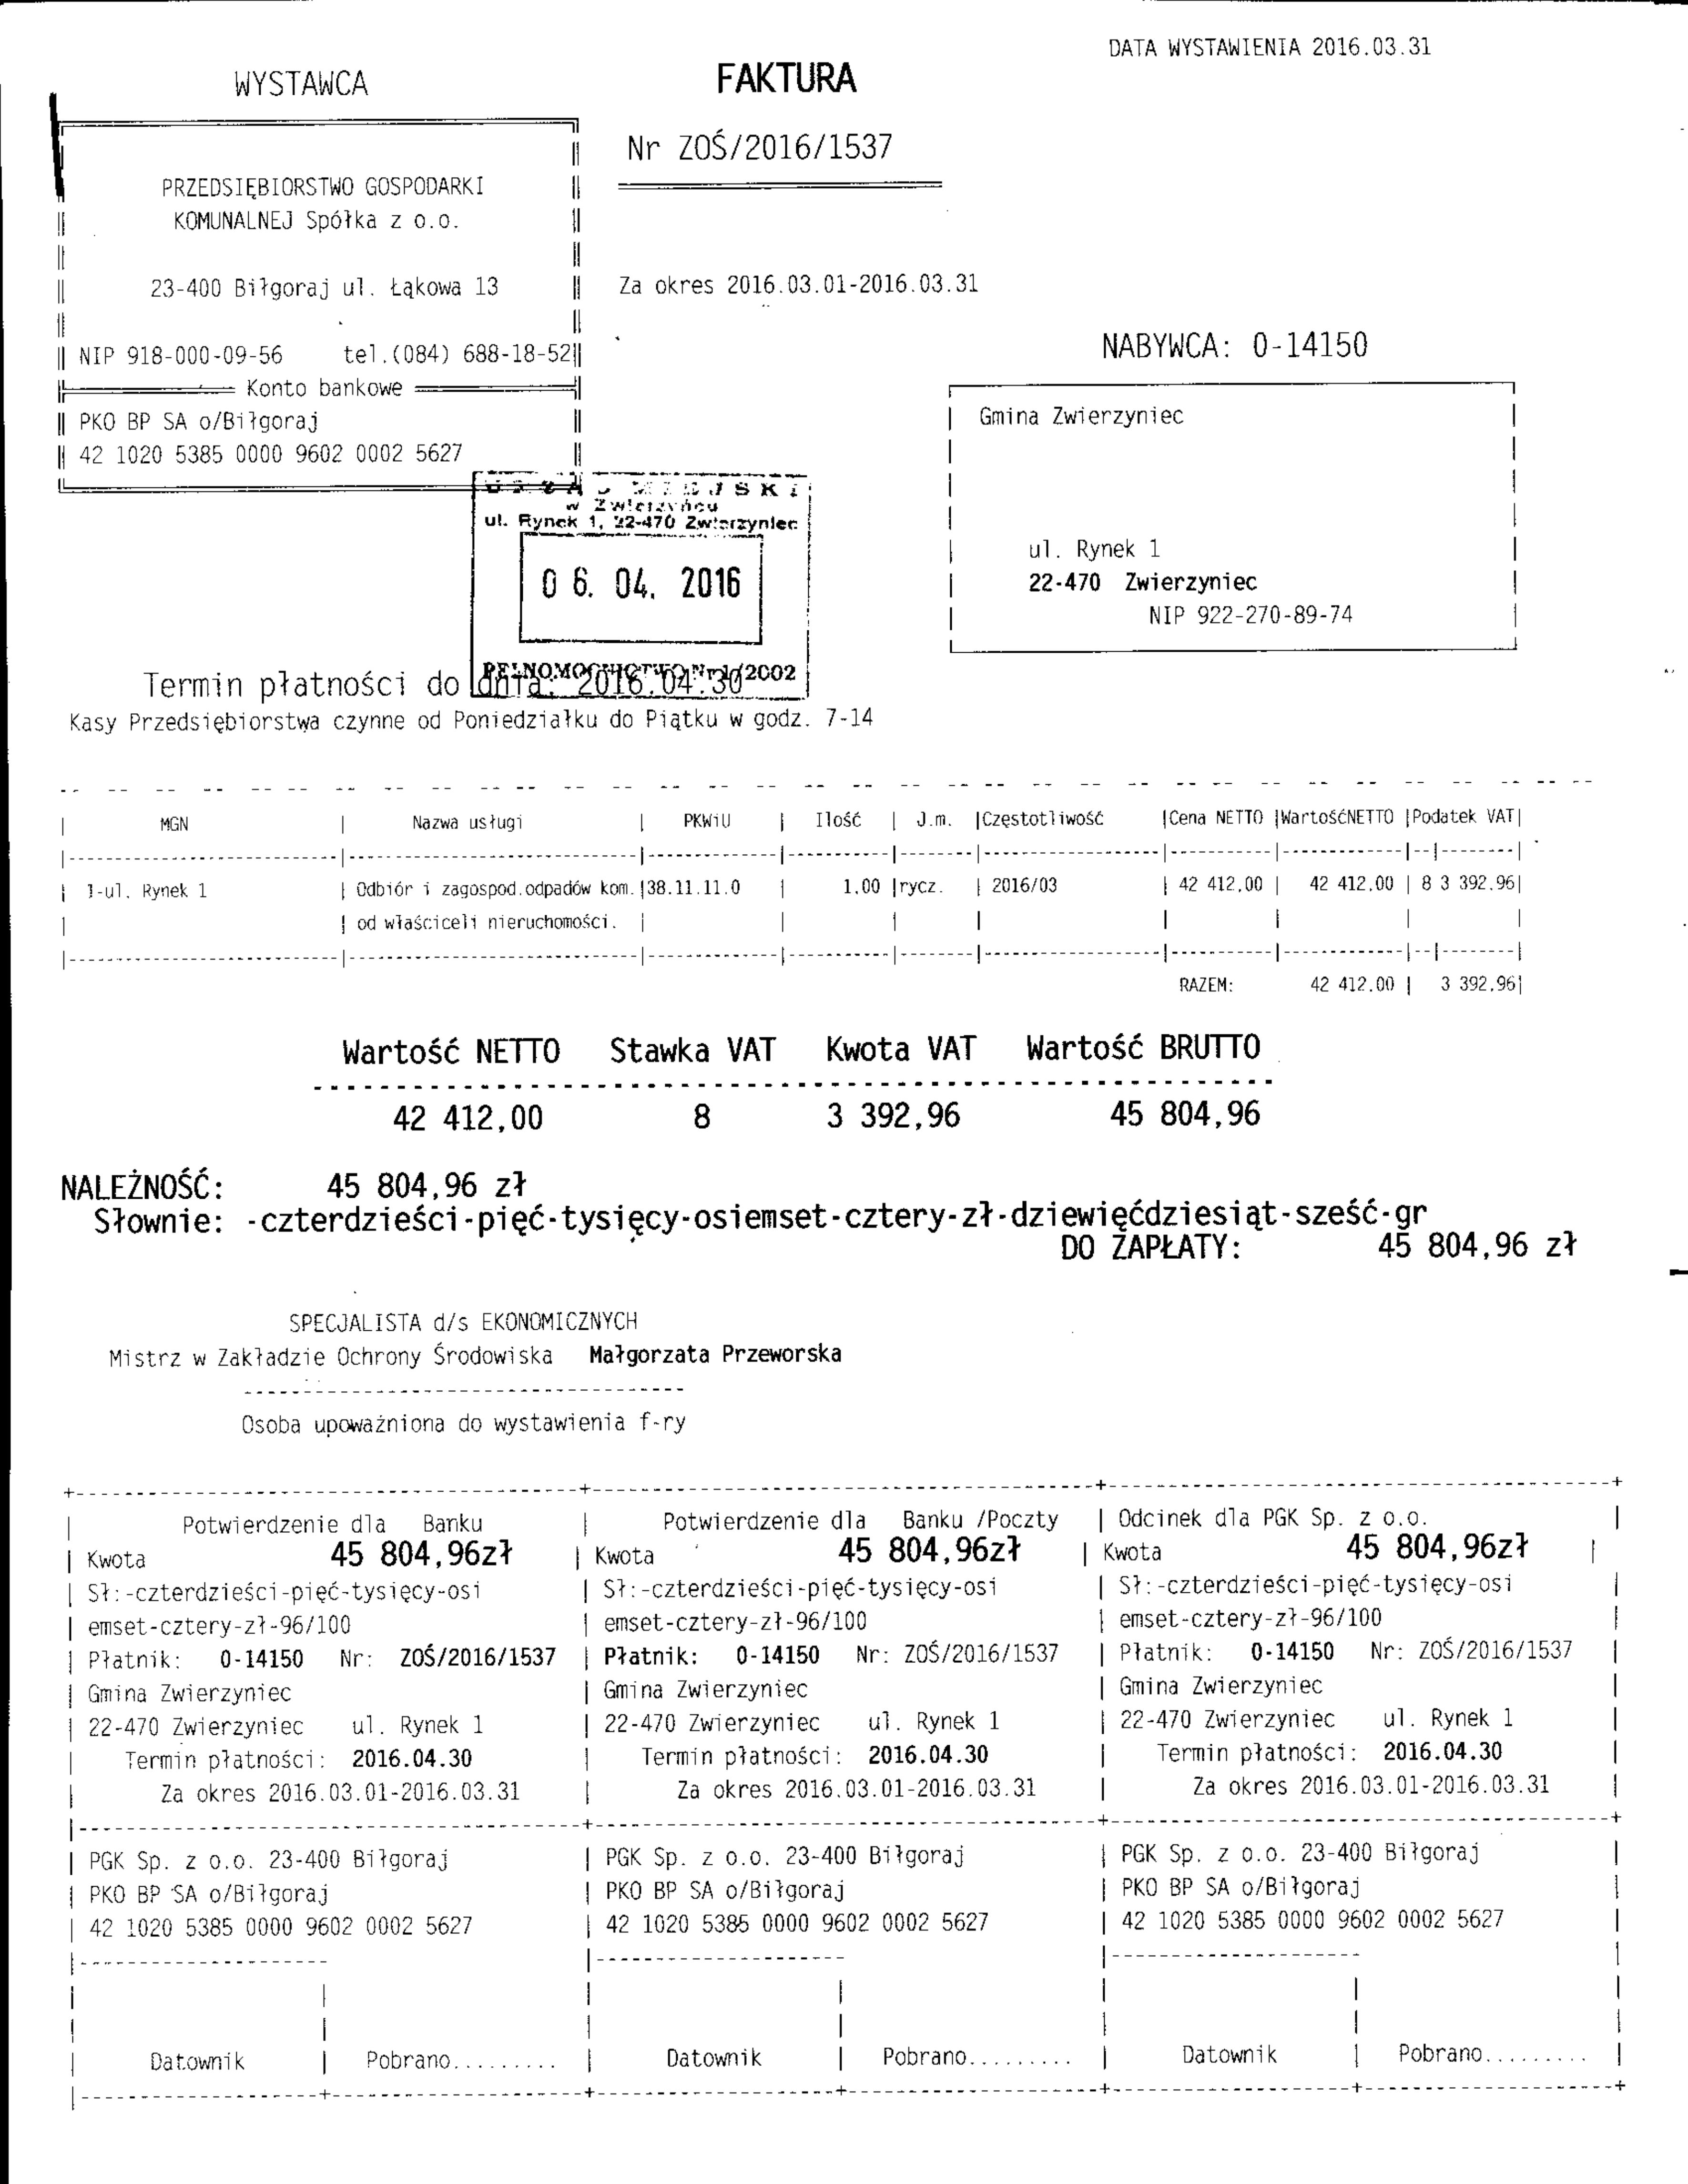 DATA WYSTAWIENIA 2016.03.31
WYSTAWCA
FAKTURA
Nr ZOŚ/2016/1537
PRZEDSIĘBIORSTWO GOSPODARKI
KOMUNALNEJ Spółka z o.o.
23-400 Biłgoraj ul. Łąkowa 13
Za okres 2016.03.01-2016.03.31
NIP 918-000-09-56 tel.(084) 688-18-52
Konto bankowe
PKO BP SA o/Biłgoraj
42 1020 5385 0000 9602 0002 5627
NABYWCA: 0-14150
Gmina Zwierzyniec
ul. Rynek 1
22-470 Zwierzyniec
NIP 922-270-89-74
URZĄD MIEJSKI
w Zwierzyńcu
ul. Rynek 1, 22-470 Zwierzyniec
06. 04. 2016
PEŁNOMOCNICTWO Nr 1/2002
Termin płatności do dnia: 2016.04.30
Kasy Przedsiębiorstwa czynne od Poniedziałku do Piątku w godz. 7-14
MGN | Nazwa usługi | PKWiU | Ilość | J.m. |Częstotliwość |Cena NETTO |WartośćNETTO |Podatek VAT|
1-ul. Rynek 1 | Odbiór i zagospod.odpadów kom. |38.11.11.0 | 1.00 |rycz. | 2016/03 | 42 412.00 | 42 412.00 | 8 3 392.96|
od właściceli nieruchomości.
RAZEM: 42 412.00 | 3 392.96|
Wartość NETTO Stawka VAT Kwota VAT Wartość BRUTTO
42 412,00 8 3 392,96 45 804,96
NALEŻNOŚĆ: 45 804,96 zł
Słownie: -czterdzieści-pięć-tysięcy-osiemset-cztery-zł-dziewięćdziesiąt-sześć-gr
DO ZAPŁATY: 45 804,96 zł
SPECJALISTA d/s EKONOMICZNYCH
Mistrz w Zakładzie Ochrony Środowiska Małgorzata Przeworska
Osoba upoważniona do wystawienia f-ry
Potwierdzenie dla Banku
Kwota 45 804,96zł
Sł:-czterdzieści-pięć-tysięcy-osi
emset-cztery-zł-96/100
Płatnik: 0-14150 Nr: ZOŚ/2016/1537
Gmina Zwierzyniec
22-470 Zwierzyniec ul. Rynek 1
Termin płatności: 2016.04.30
Za okres 2016.03.01-2016.03.31
PGK Sp. z o.o. 23-400 Biłgoraj
PKO BP SA o/Biłgoraj
42 1020 5385 0000 9602 0002 5627
Datownik | Pobrano.........
Potwierdzenie dla Banku /Poczty
Kwota 45 804,96zł
Sł:-czterdzieści-pięć-tysięcy-osi
emset-cztery-zł-96/100
Płatnik: 0-14150 Nr: ZOŚ/2016/1537
Gmina Zwierzyniec
22-470 Zwierzyniec ul. Rynek 1
Termin płatności: 2016.04.30
Za okres 2016.03.01-2016.03.31
PGK Sp. z o.o. 23-400 Biłgoraj
PKO BP SA o/Biłgoraj
42 1020 5385 0000 9602 0002 5627
Datownik | Pobrano.........
Odcinek dla PGK Sp. z o.o.
Kwota 45 804,96zł
Sł:-czterdzieści-pięć-tysięcy-osi
emset-cztery-zł-96/100
Płatnik: 0-14150 Nr: ZOŚ/2016/1537
Gmina Zwierzyniec
22-470 Zwierzyniec ul. Rynek 1
Termin płatności: 2016.04.30
Za okres 2016.03.01-2016.03.31
PGK Sp. z o.o. 23-400 Biłgoraj
PKO BP SA o/Biłgoraj
42 1020 5385 0000 9602 0002 5627
Datownik | Pobrano.........